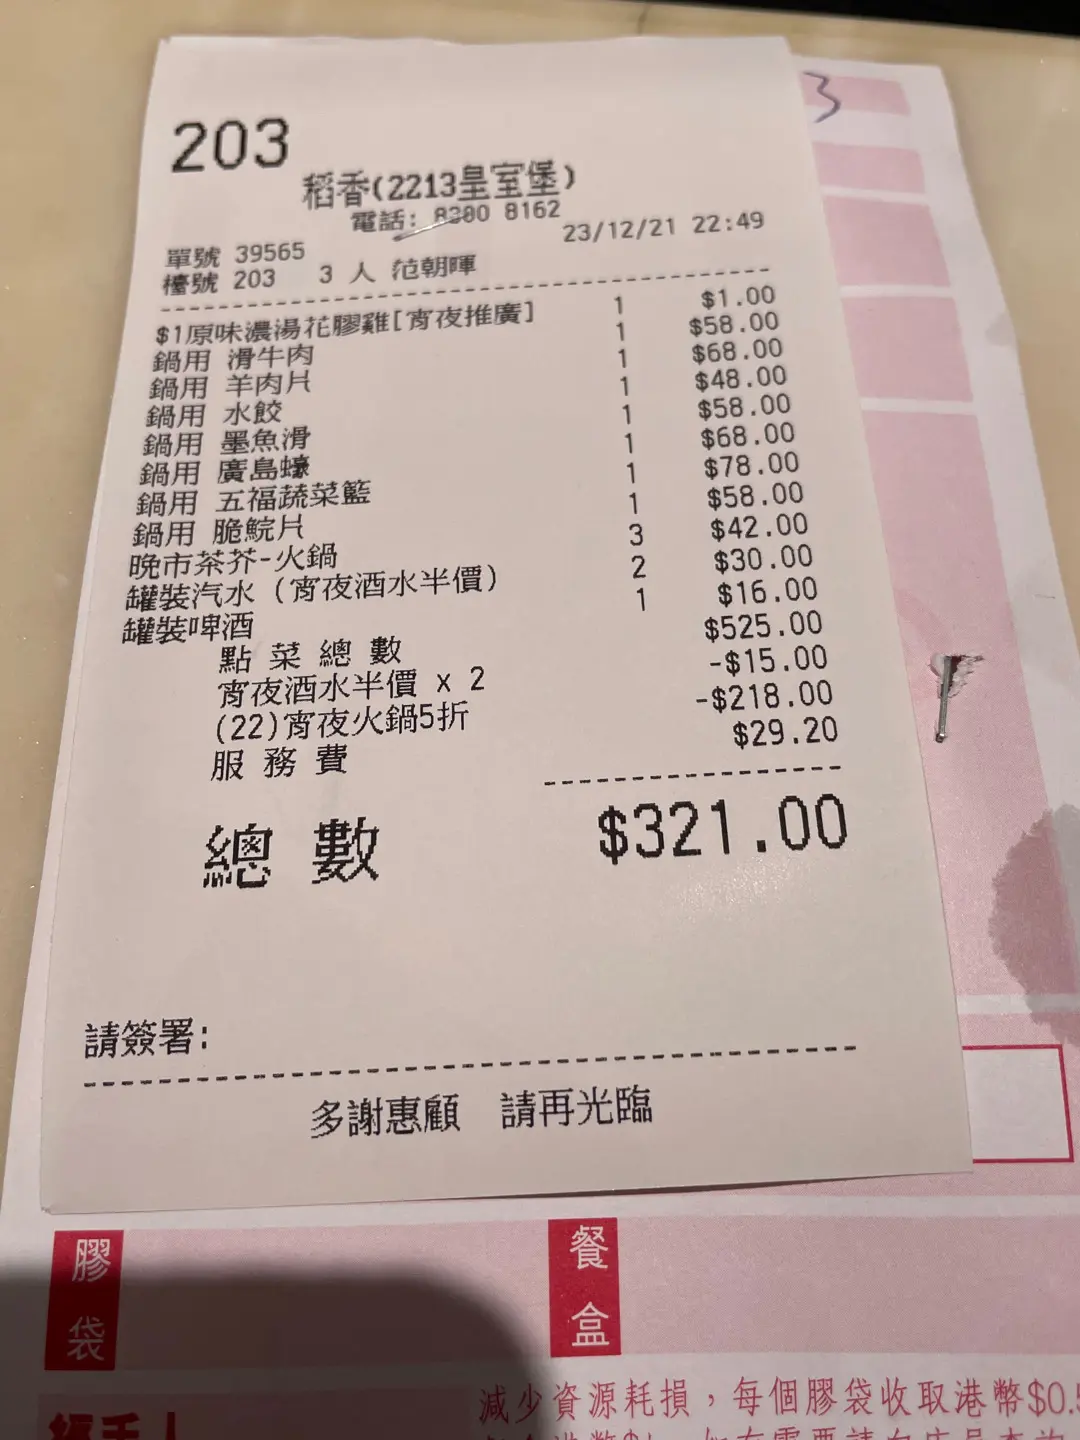 3
203
稻香(2213皇室堡)
電話: 8300 8162
23/12/21 22:49
單號 39565
檯號 203 3 人 范朝暉
$1原味濃湯花膠雞[宵夜推廣] 1 $1.00
鍋用 滑牛肉 1 $58.00
鍋用 羊肉片 1 $68.00
鍋用 水餃 1 $48.00
鍋用 墨魚滑 1 $58.00
鍋用 廣島蠔 1 $68.00
鍋用 五福蔬菜籃 1 $78.00
鍋用 脆鯇片 1 $58.00
晚市茶芥-火鍋 3 $42.00
罐裝汽水 (宵夜酒水半價) 2 $30.00
罐裝啤酒 1 $16.00
點 菜 總 數 $525.00
宵夜酒水半價 x 2 -$15.00
(22)宵夜火鍋5折 -$218.00
服 務 費 $29.20
總 數 $321.00
請簽署:
多謝惠顧 請再光臨
膠袋
餐盒
減少資源耗損，每個膠袋收取港幣$0.5
經手人